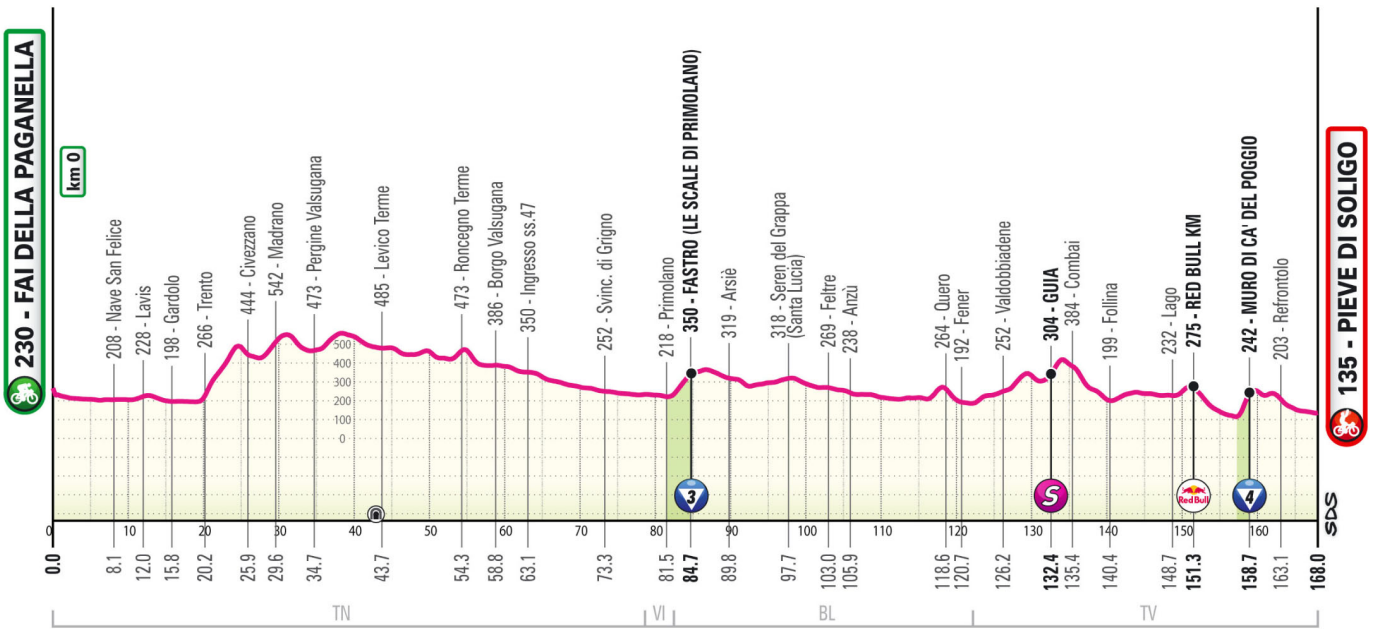 230 - FAI DELLA PAGANELLA
km 0
208 - Nave San Felice
228 - Lavis
198 - Gardolo
266 - Trento
444 - Civezzano
542 - Madrano
473 - Pergine Valsugana
485 - Levico Terme
473 - Roncegno Terme
386 - Borgo Valsugana
350 - Ingresso ss.47
252 - Svinc. di Grigno
218 - Primolano
350 - FASTRO (LE SCALE DI PRIMOLANO)
319 - Arsiè
318 - Seren del Grappa
(Santa Lucia)
269 - Feltre
238 - Anzù
264 - Quero
192 - Fener
252 - Valdobbiadene
304 - GUIA
384 - Combai
199 - Follina
232 - Lago
275 - RED BULL KM
242 - MURO DI CA' DEL POGGIO
203 - Refrontolo
135 - PIEVE DI SOLIGO
500
400
300
200
100
0
3
S
Red Bull
4
SDS
0 10 20 30 40 50 60 70 80 90 100 110 120 130 140 150 160
0.0 8.1 12.0 15.8 20.2 25.9 29.6 34.7 43.7 54.3 58.8 63.1 73.3 81.5 84.7 89.8 97.7 103.0 105.9 118.6 120.7 126.2 132.4 135.4 140.4 148.7 151.3 158.7 163.1 168.0
TN VI BL TV